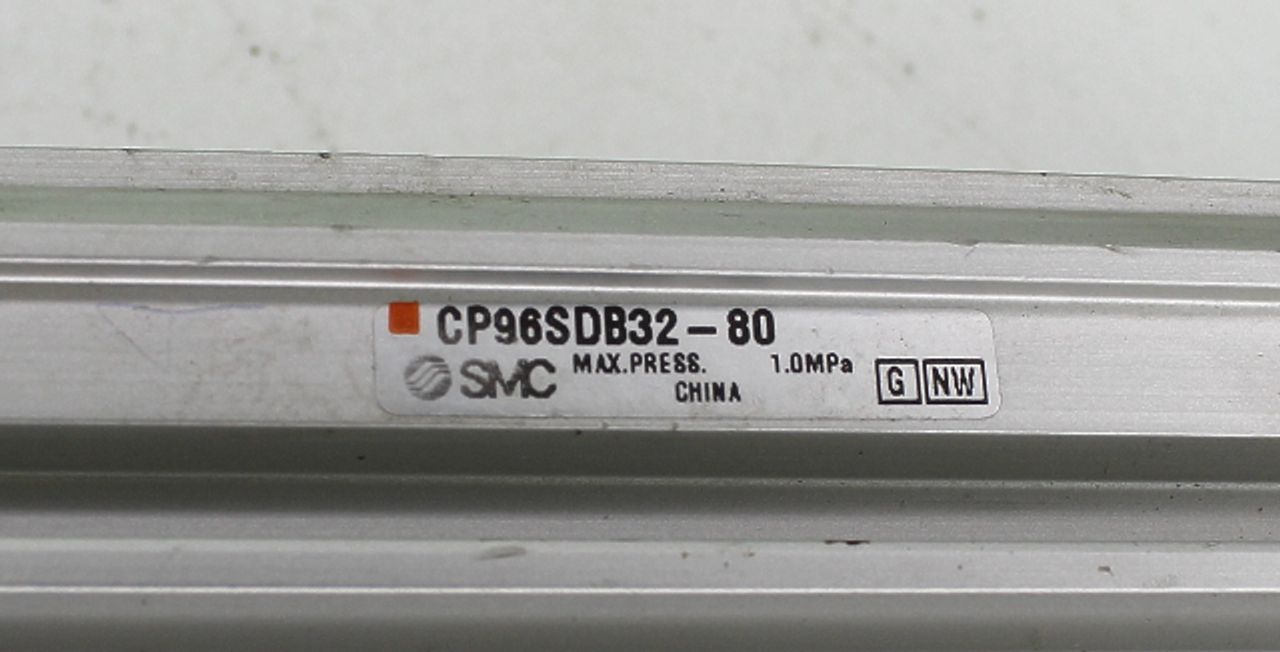 CP96SDB32-80
SMC MAX.PRESS. 1.0MPa
CHINA G NW